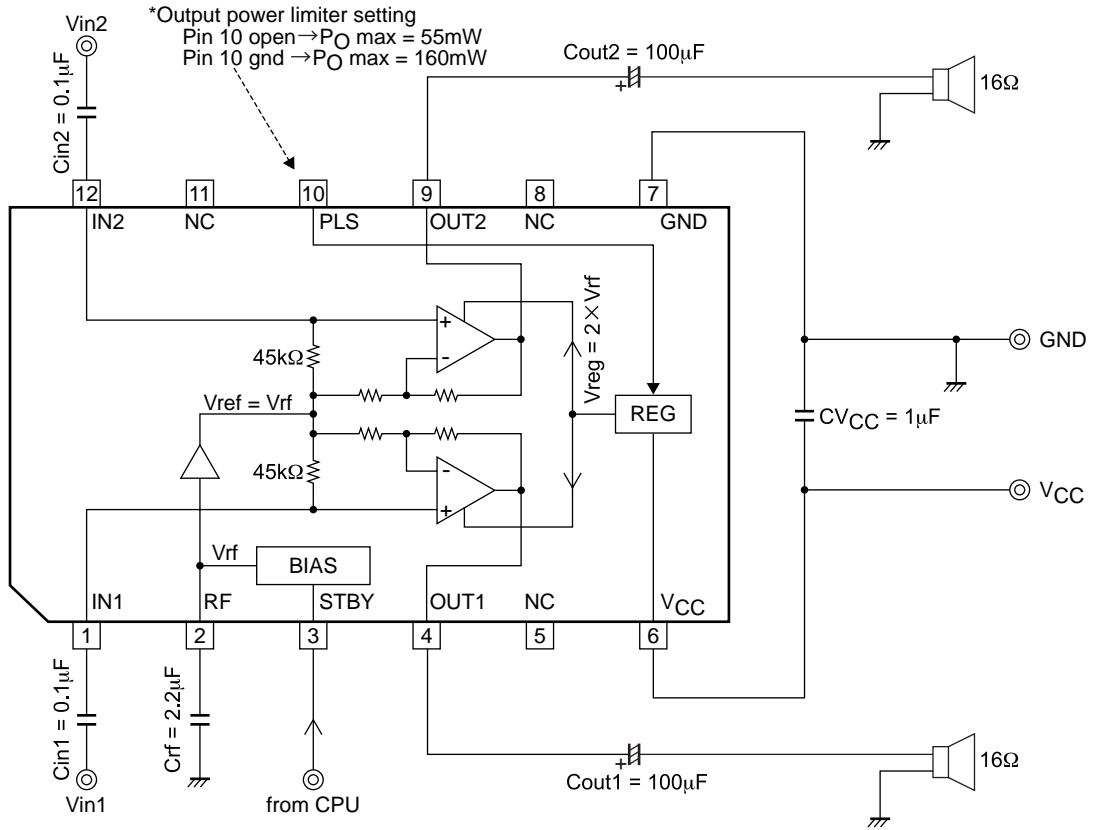 *Output power limiter setting
Pin 10 open→PO max = 55mW
Pin 10 gnd →PO max = 160mW
Vin2
Cin2 = 0.1μF
Cout2 = 100μF
+
16Ω
12
11
10
9
8
7
IN2
NC
PLS
OUT2
NC
GND
+
-
45kΩ
Vreg = 2×Vrf
Vref = Vrf
REG
GND
CVCC = 1μF
45kΩ
-
+
VCC
Vrf
BIAS
IN1
RF
STBY
OUT1
NC
VCC
1
2
3
4
5
6
Cin1 = 0.1μF
Crf = 2.2μF
Vin1
from CPU
+
Cout1 = 100μF
16Ω